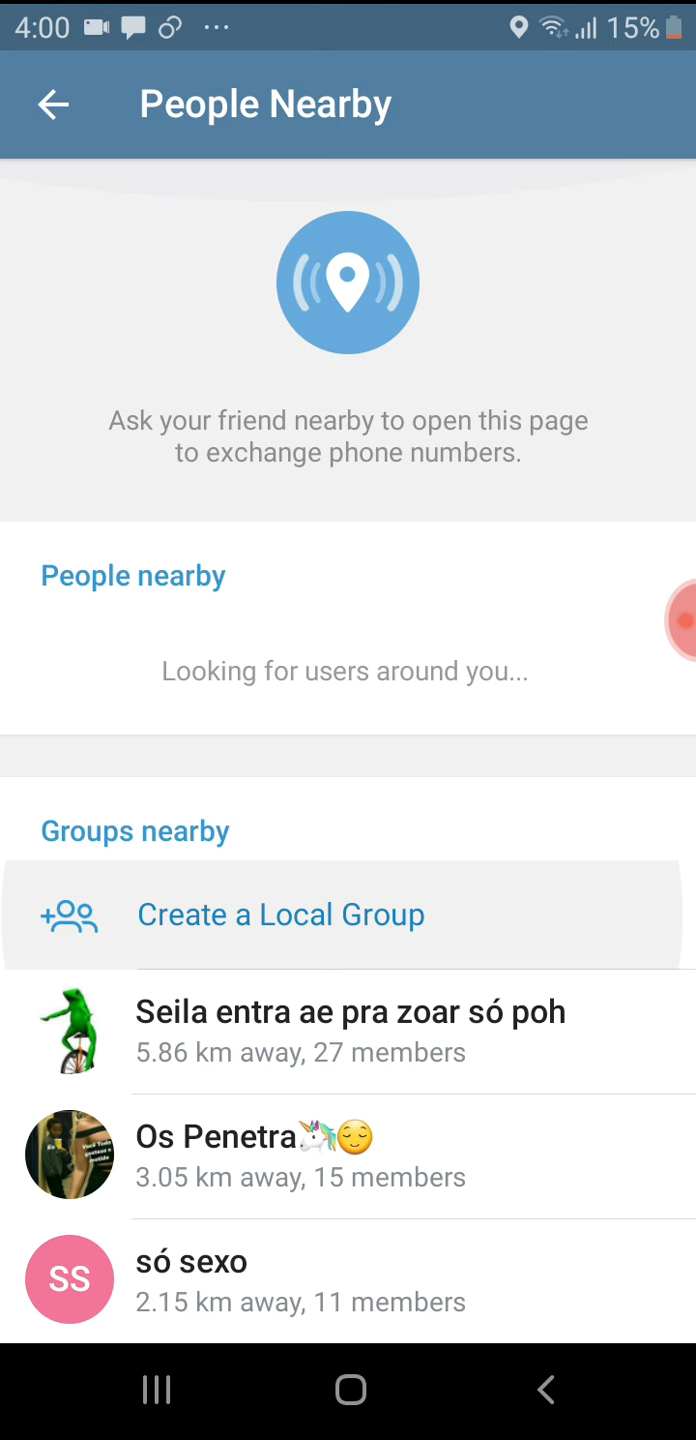 4:00
15%
People Nearby
Ask your friend nearby to open this page
to exchange phone numbers.
People nearby
Looking for users around you...
Groups nearby
Create a Local Group
Seila entra ae pra zoar só poh
5.86 km away, 27 members
Os Penetra🦄😌
3.05 km away, 15 members
SS
só sexo
2.15 km away, 11 members